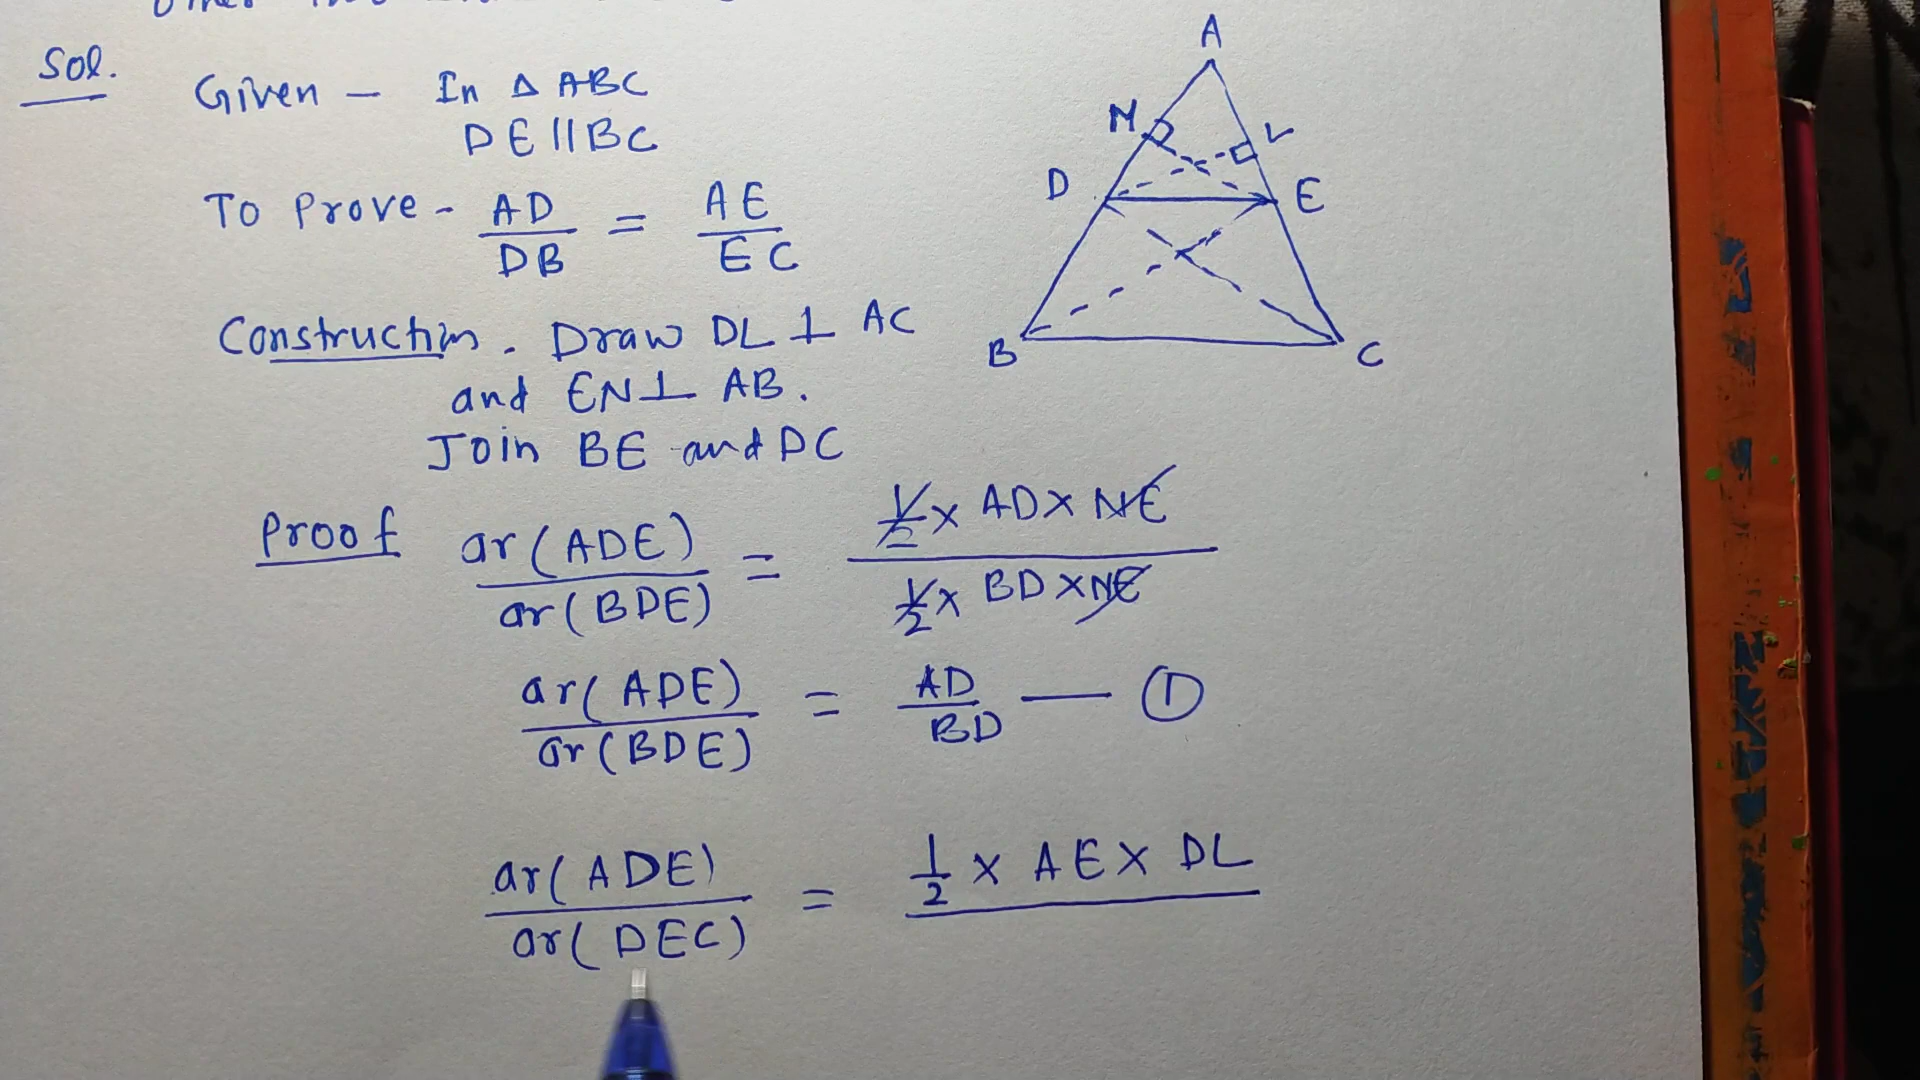 Sol.
Given - In Δ ABC
DE || BC
To Prove - AD/DB = AE/EC
Construction. Draw DL ⊥ AC
and EN ⊥ AB.
Join BE and DC
Proof ar(ADE)/ar(BDE) = 1/2 × AD × NE / 1/2 × BD × NE
ar(ADE)/ar(BDE) = AD/BD — ①
ar(ADE)/ar(DEC) = 1/2 × AE × DL
A
N
L
D
E
B
C